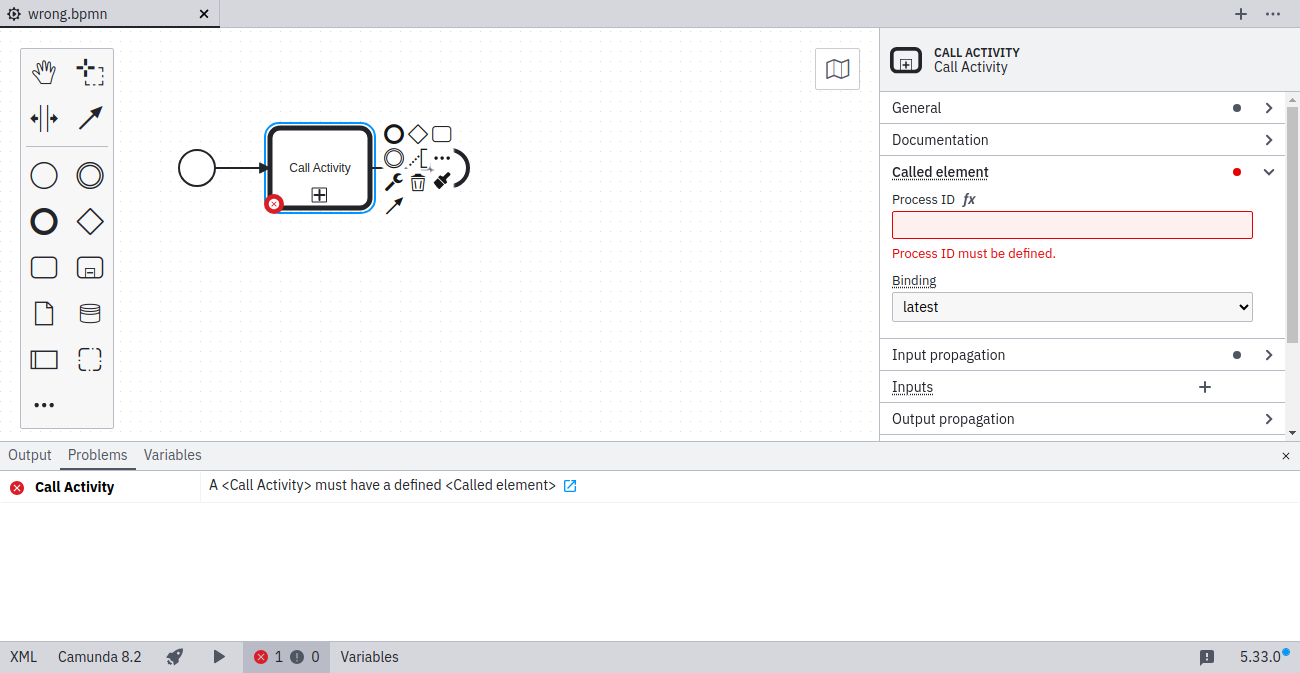 wrong.bpmn
CALL ACTIVITY
Call Activity
General
Documentation
Called element
Process ID fx
Process ID must be defined.
Binding
latest
Input propagation
Inputs
Output propagation
Call Activity
Output Problems Variables
Call Activity A <Call Activity> must have a defined <Called element>
XML Camunda 8.2 1 0 Variables 5.33.0